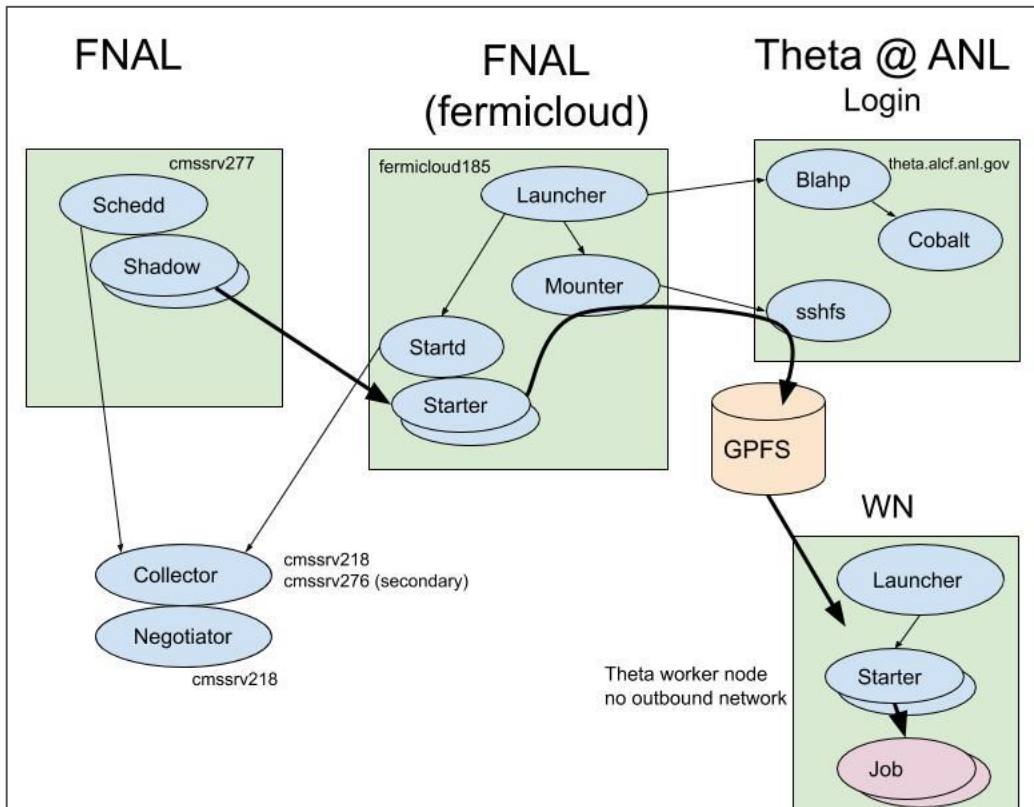 FNAL
cmssrv277
Schedd
Shadow
FNAL
(fermicloud)
fermicloud185
Launcher
Mounter
Startd
Starter
Theta @ ANL
Login
theta.alcf.anl.gov
Blahp
Cobalt
sshfs
GPFS
Collector
cmssrv218
cmssrv276 (secondary)
Negotiator
cmssrv218
WN
Launcher
Starter
Job
Theta worker node
no outbound network